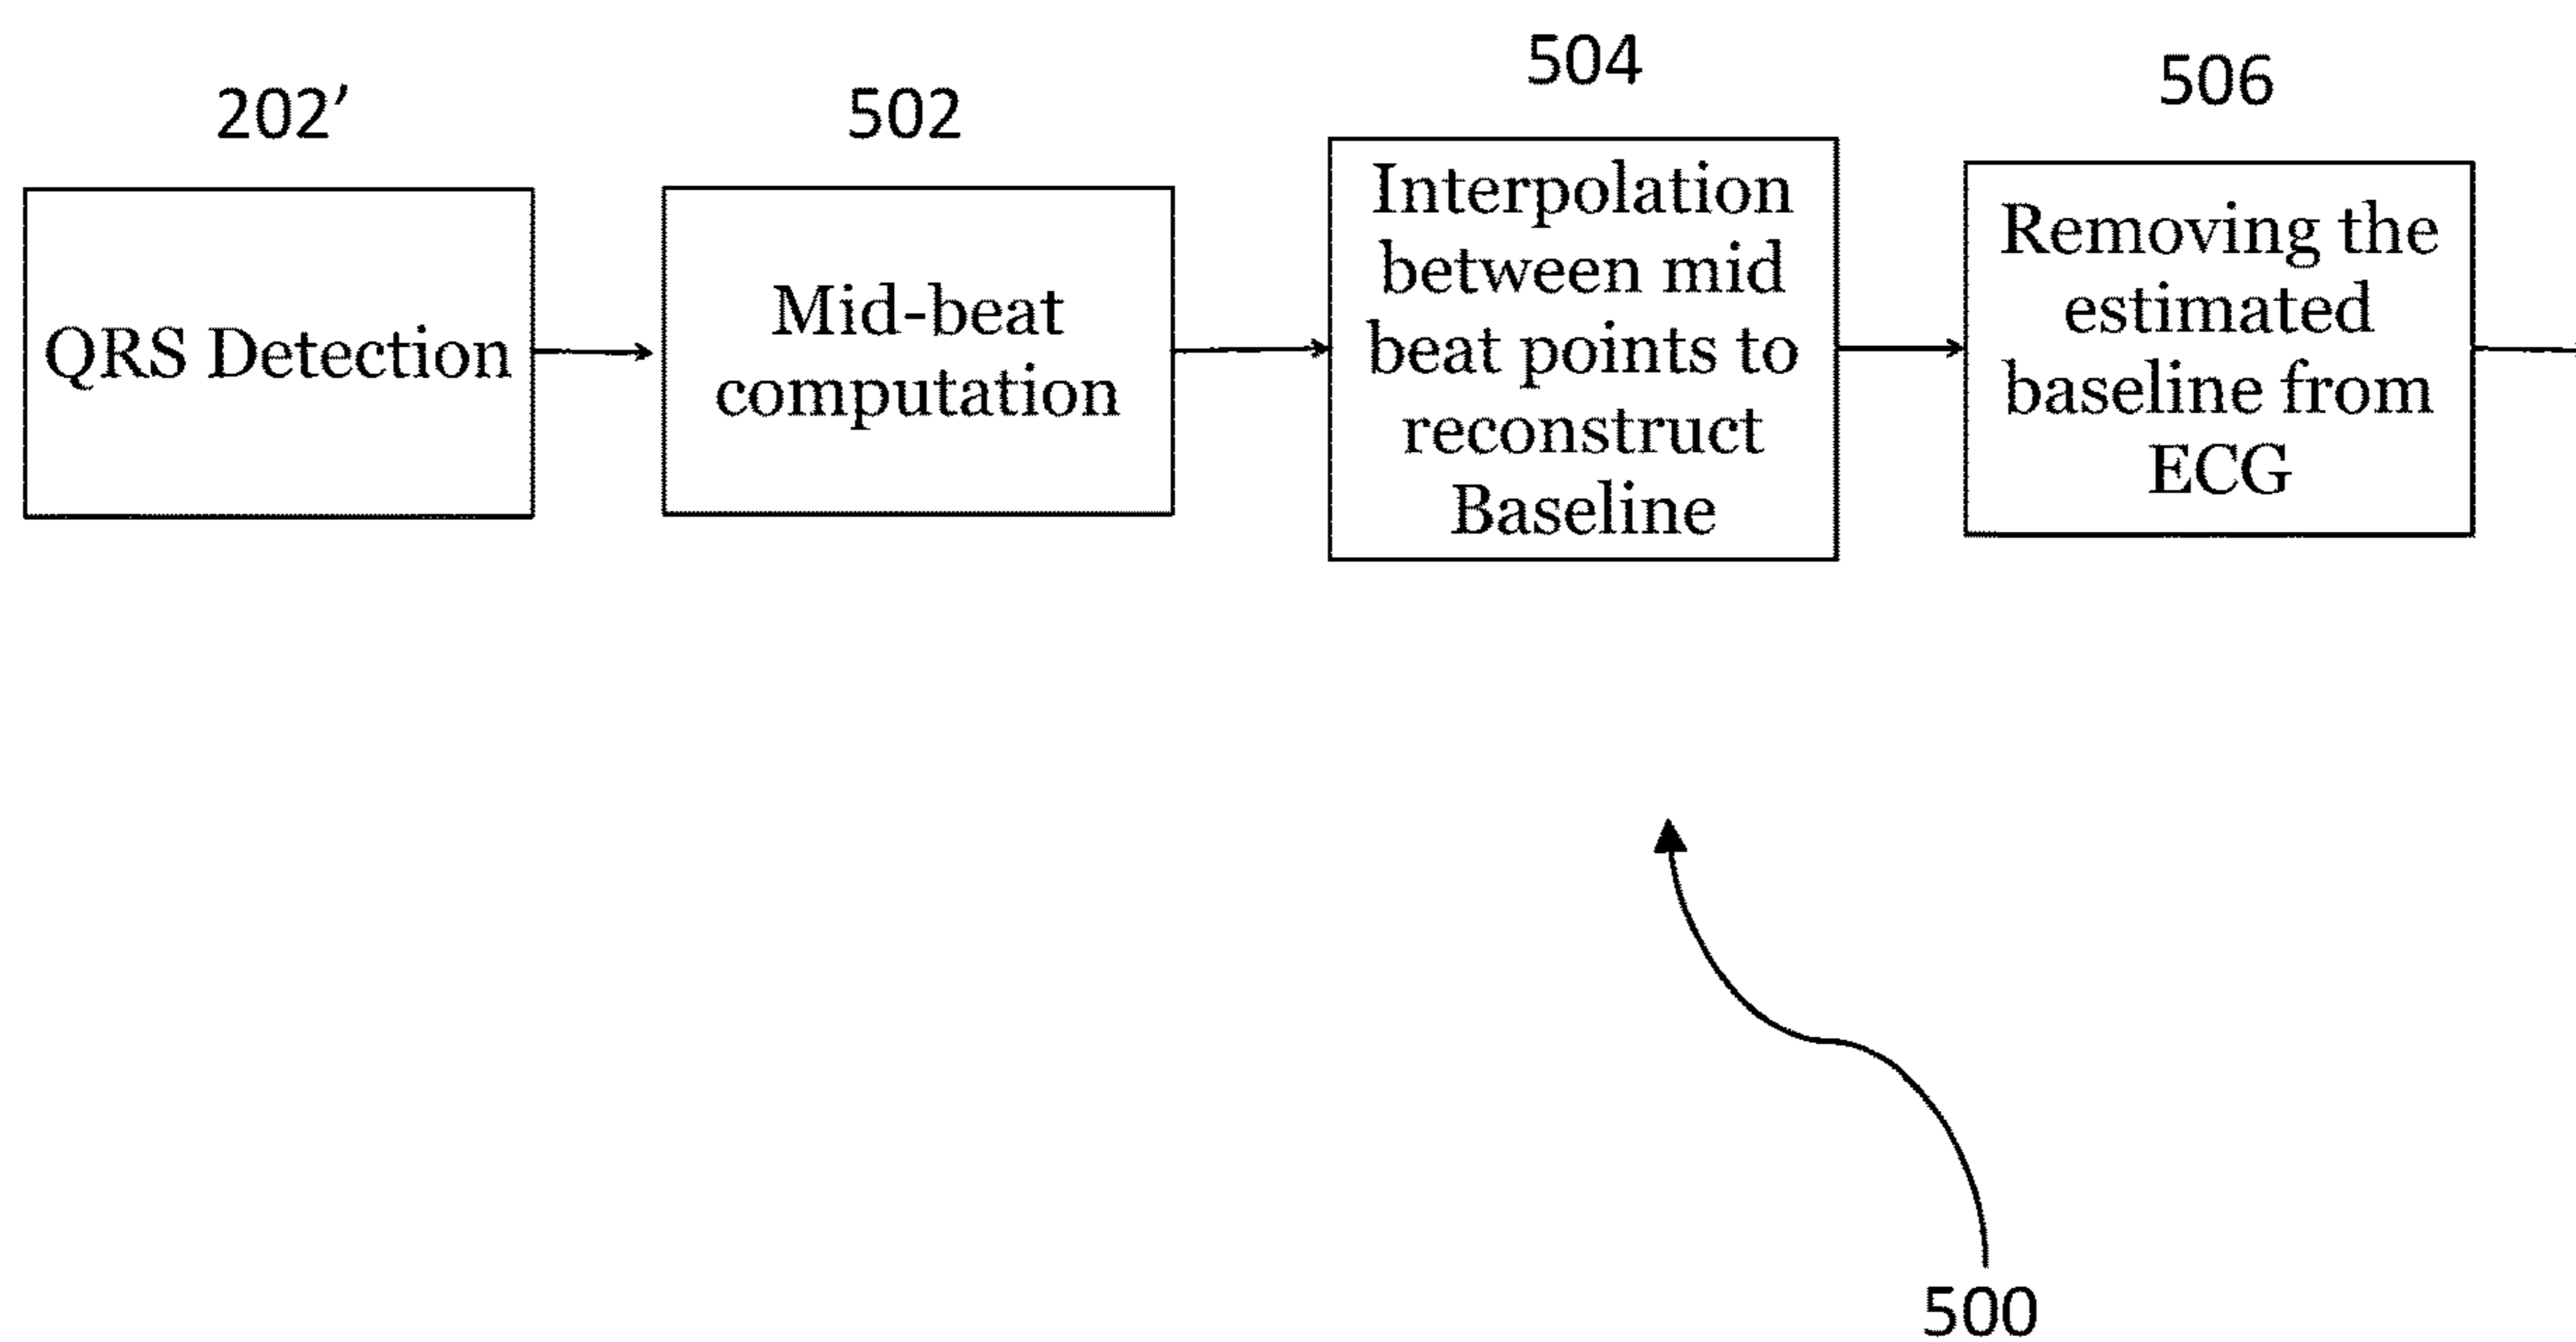 202’
502
504
506
QRS Detection
Mid-beat
computation
Interpolation
between mid
beat points to
reconstruct
Baseline
Removing the
estimated
baseline from
ECG
500